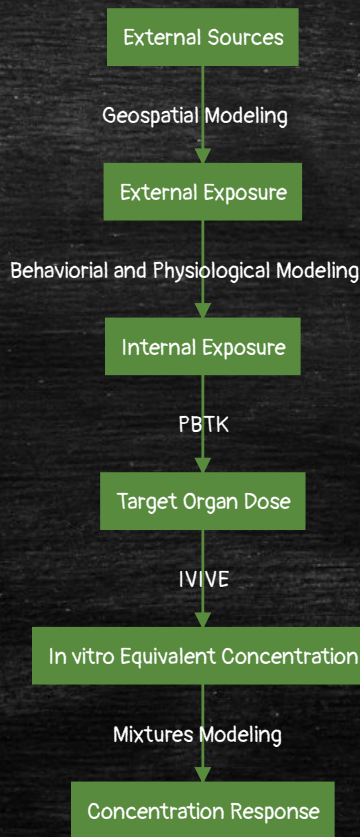 External Sources
Geospatial Modeling
External Exposure
Behaviorial and Physiological Modeling
Internal Exposure
PBTK
Target Organ Dose
IVIVE
In vitro Equivalent Concentration
Mixtures Modeling
Concentration Response